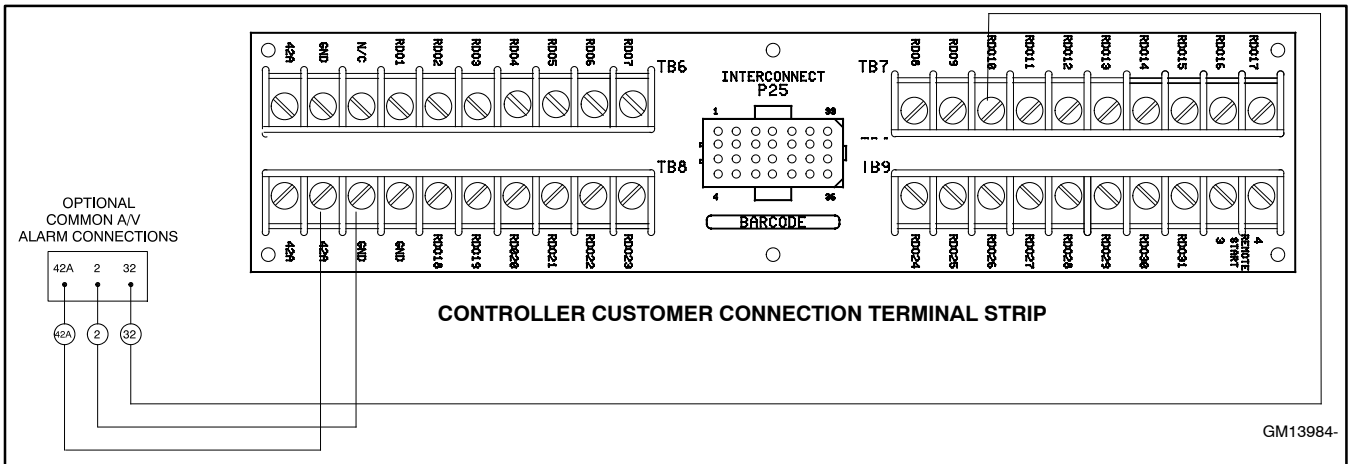 42A GND N/C RDO1 RDO2 RDO3 RDO4 RDO5 RDO6 RDO7
TB6
INTERCONNECT
P25
1 33
4 36
BARCODE
TB7
RDO8 RDO9 RDO10 RDO11 RDO12 RDO13 RDO14 RDO15 RDO16 RDO17
TB8
42A 42A GND GND RDO18 RDO19 RDO20 RDO21 RDO22 RDO23
TB9
RDO24 RDO25 RDO26 RDO27 RDO28 RDO29 RDO30 RDO31 3 REMOTE START 4
OPTIONAL
COMMON A/V
ALARM CONNECTIONS
42A 2 32
42A 2 32
CONTROLLER CUSTOMER CONNECTION TERMINAL STRIP
GM13984-